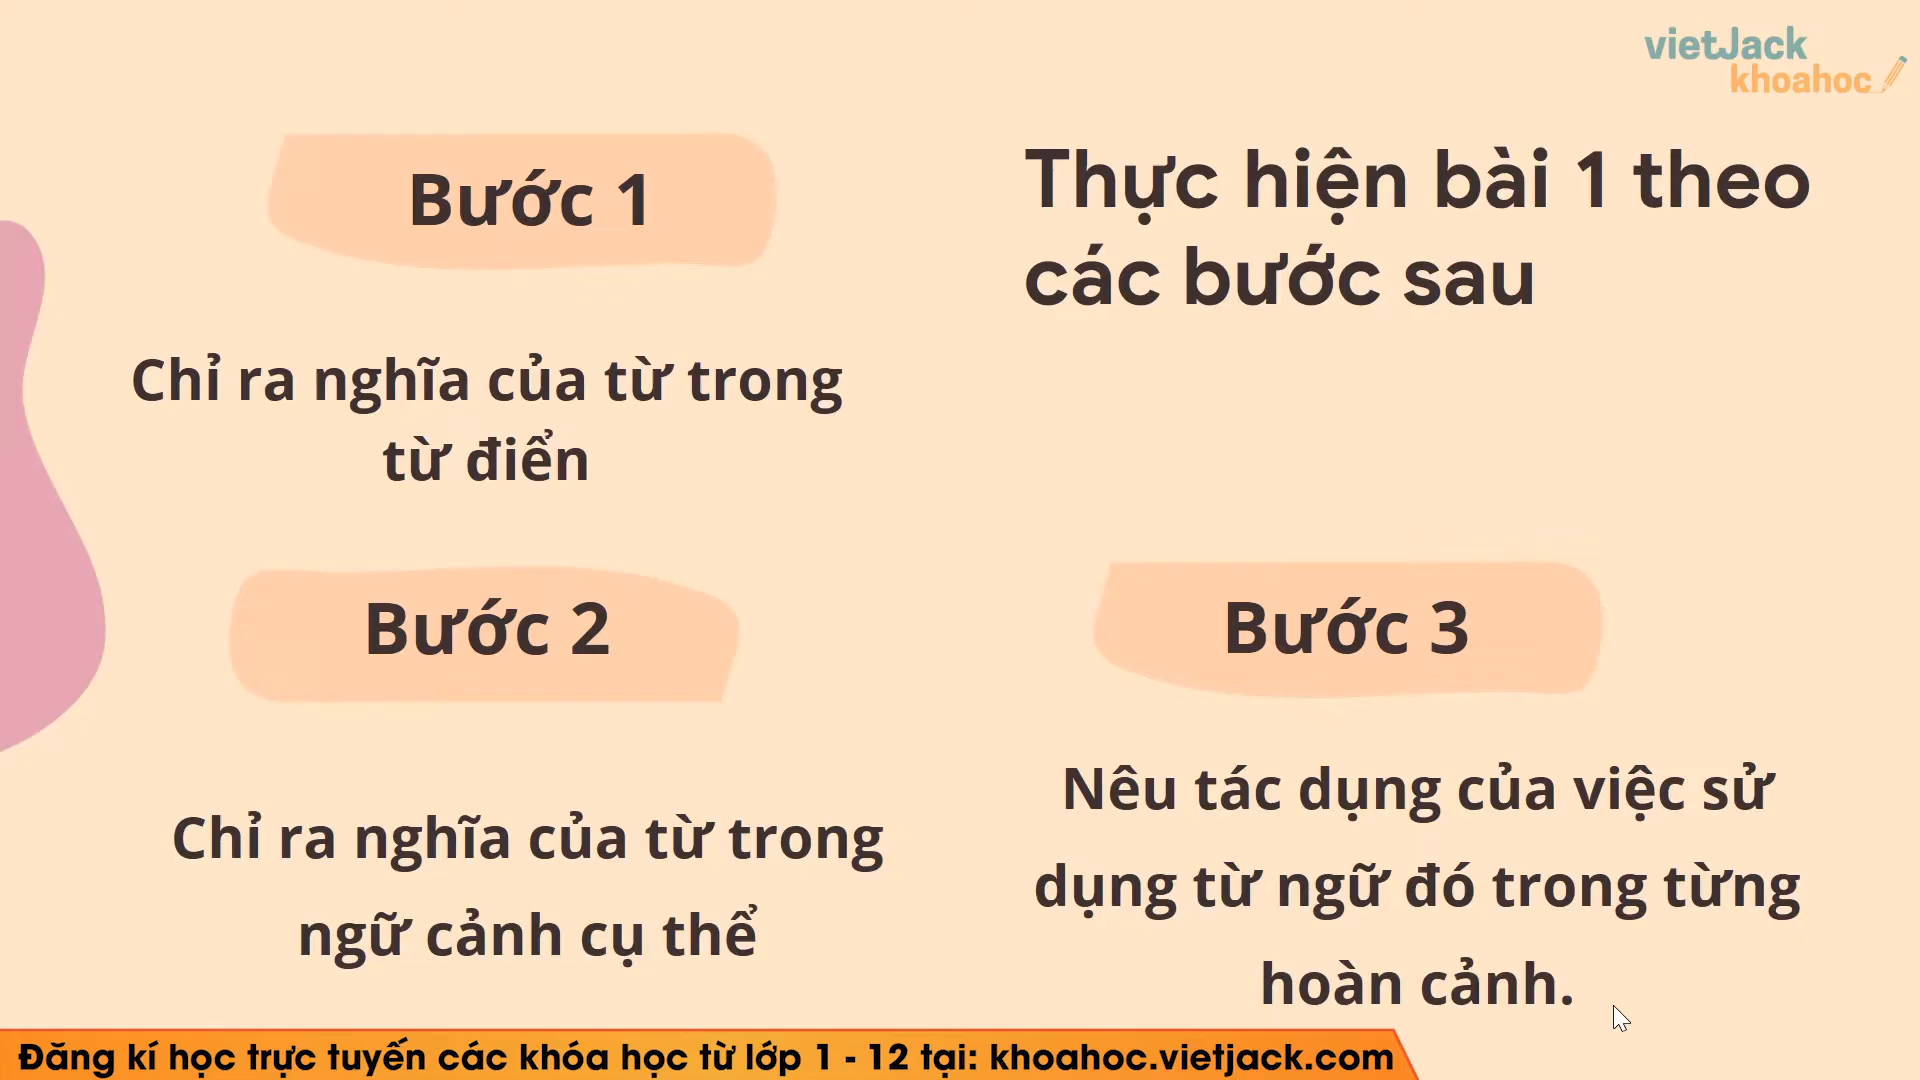 vietJack
khoahoc
Thực hiện bài 1 theo
các bước sau
Bước 1
Chỉ ra nghĩa của từ trong
từ điển
Bước 2
Chỉ ra nghĩa của từ trong
ngữ cảnh cụ thể
Bước 3
Nêu tác dụng của việc sử
dụng từ ngữ đó trong từng
hoàn cảnh.
Đăng kí học trực tuyến các khóa học từ lớp 1 - 12 tại: khoahoc.vietjack.com